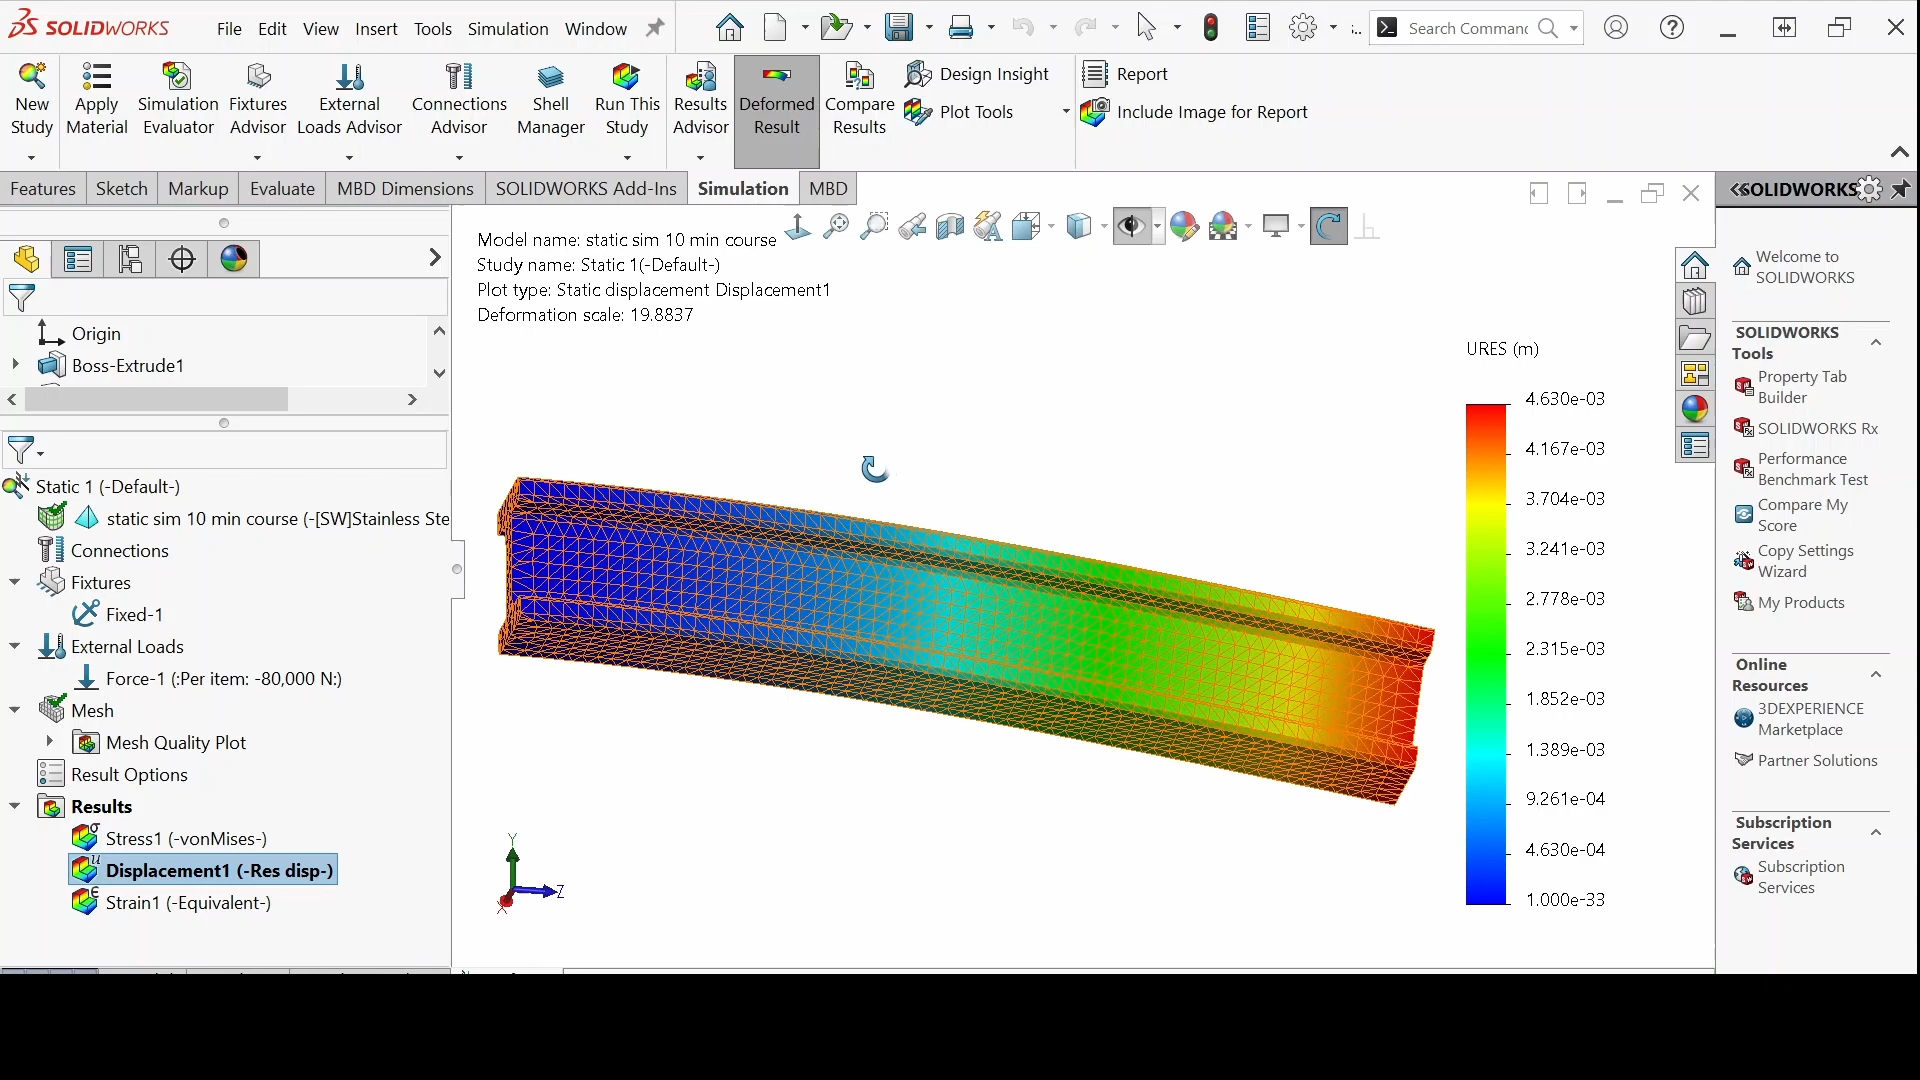 SOLIDWORKS
File Edit View Insert Tools Simulation Window
Search Command
New Study
Apply Material
Simulation Evaluator
Fixtures Advisor
External Loads Advisor
Connections Advisor
Shell Manager
Run This Study
Results Advisor
Deformed Result
Compare Results
Design Insight
Plot Tools
Report
Include Image for Report
Features Sketch Markup Evaluate MBD Dimensions SOLIDWORKS Add-Ins Simulation MBD
Origin
Boss-Extrude1
Static 1 (-Default-)
static sim 10 min course (-[SW]Stainless Ste
Connections
Fixtures
Fixed-1
External Loads
Force-1 (:Per item: -80,000 N:)
Mesh
Mesh Quality Plot
Result Options
Results
Stress1 (-vonMises-)
Displacement1 (-Res disp-)
Strain1 (-Equivalent-)
Model name: static sim 10 min course
Study name: Static 1(-Default-)
Plot type: Static displacement Displacement1
Deformation scale: 19.8837
URES (m)
4.630e-03
4.167e-03
3.704e-03
3.241e-03
2.778e-03
2.315e-03
1.852e-03
1.389e-03
9.261e-04
4.630e-04
1.000e-33
Y
Z
X
SOLIDWORKS
Welcome to
SOLIDWORKS
SOLIDWORKS
Tools
Property Tab
Builder
SOLIDWORKS Rx
Performance
Benchmark Test
Compare My
Score
Copy Settings
Wizard
My Products
Online
Resources
3DEXPERIENCE
Marketplace
Partner Solutions
Subscription
Services
Subscription
Services